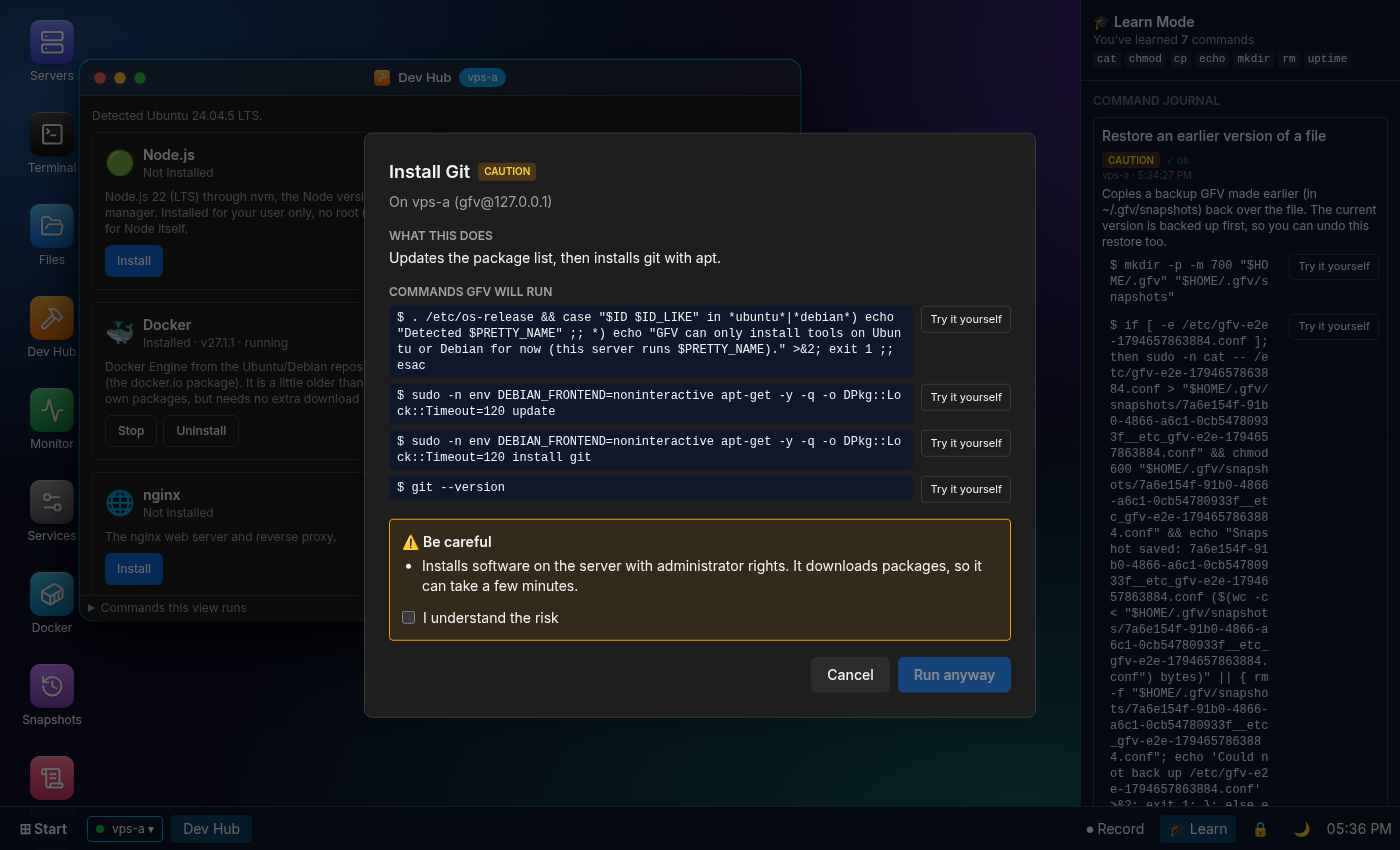 Servers
Terminal
Files
Dev Hub
Monitor
Services
Docker
Snapshots
Dev Hub vps-a
Detected Ubuntu 24.04.5 LTS.
Node.js
Not installed
Node.js 22 (LTS) through nvm, the Node versi
manager. Installed for your user only, no root
for Node itself.
Install
Docker
Installed · v27.1.1 · running
Docker Engine from the Ubuntu/Debian repos
(the docker.io package). It is a little older than
own packages, but needs no extra download
Stop Uninstall
nginx
Not installed
The nginx web server and reverse proxy.
Install
▶ Commands this view runs
Install Git CAUTION
On vps-a (gfv@127.0.0.1)
WHAT THIS DOES
Updates the package list, then installs git with apt.
COMMANDS GFV WILL RUN
$ . /etc/os-release && case "$ID $ID_LIKE" in *ubuntu*|*debian*) echo
"Detected $PRETTY_NAME" ;; *) echo "GFV can only install tools on Ubun
tu or Debian for now (this server runs $PRETTY_NAME)." >&2; exit 1 ;;
esac
Try it yourself
$ sudo -n env DEBIAN_FRONTEND=noninteractive apt-get -y -q -o DPkg::Lo
ck::Timeout=120 update
Try it yourself
$ sudo -n env DEBIAN_FRONTEND=noninteractive apt-get -y -q -o DPkg::Lo
ck::Timeout=120 install git
Try it yourself
$ git --version
Try it yourself
⚠️ Be careful
• Installs software on the server with administrator rights. It downloads packages, so it
can take a few minutes.
I understand the risk
Cancel Run anyway
🎓 Learn Mode
You've learned 7 commands
cat chmod cp echo mkdir rm uptime
COMMAND JOURNAL
Restore an earlier version of a file
CAUTION ✓ ok
vps-a · 5:34:27 PM
Copies a backup GFV made earlier (in
~/.gfv/snapshots) back over the file. The current
version is backed up first, so you can undo this
restore too.
$ mkdir -p -m 700 "$HO
ME/.gfv" "$HOME/.gfv/s
napshots"
Try it yourself
$ if [ -e /etc/gfv-e2e
-1794657863884.conf ];
then sudo -n cat -- /e
tc/gfv-e2e-17946578638
84.conf > "$HOME/.gfv/
snapshots/7a6e154f-91b
0-4866-a6c1-0cb5478093
3f__etc_gfv-e2e-179465
7863884.conf" && chmod
600 "$HOME/.gfv/snapsh
ots/7a6e154f-91b0-4866
-a6c1-0cb54780933f__et
c_gfv-e2e-179465786388
4.conf" && echo "Snaps
hot saved: 7a6e154f-91
b0-4866-a6c1-0cb547809
33f__etc_gfv-e2e-17946
57863884.conf ($(wc -c
< "$HOME/.gfv/snapshot
s/7a6e154f-91b0-4866-a
6c1-0cb54780933f__etc_
gfv-e2e-1794657863884.
conf") bytes)" || { rm
-f "$HOME/.gfv/snapsho
ts/7a6e154f-91b0-4866-
a6c1-0cb54780933f__etc
_gfv-e2e-179465786388
4.conf"; echo 'Could n
ot back up /etc/gfv-e2
e-1794657863884.conf'
>&2; exit 1; }; else e
Try it yourself
Start vps-a ▾ Dev Hub
● Record 🎓 Learn 🔒 🌙 05:36 PM